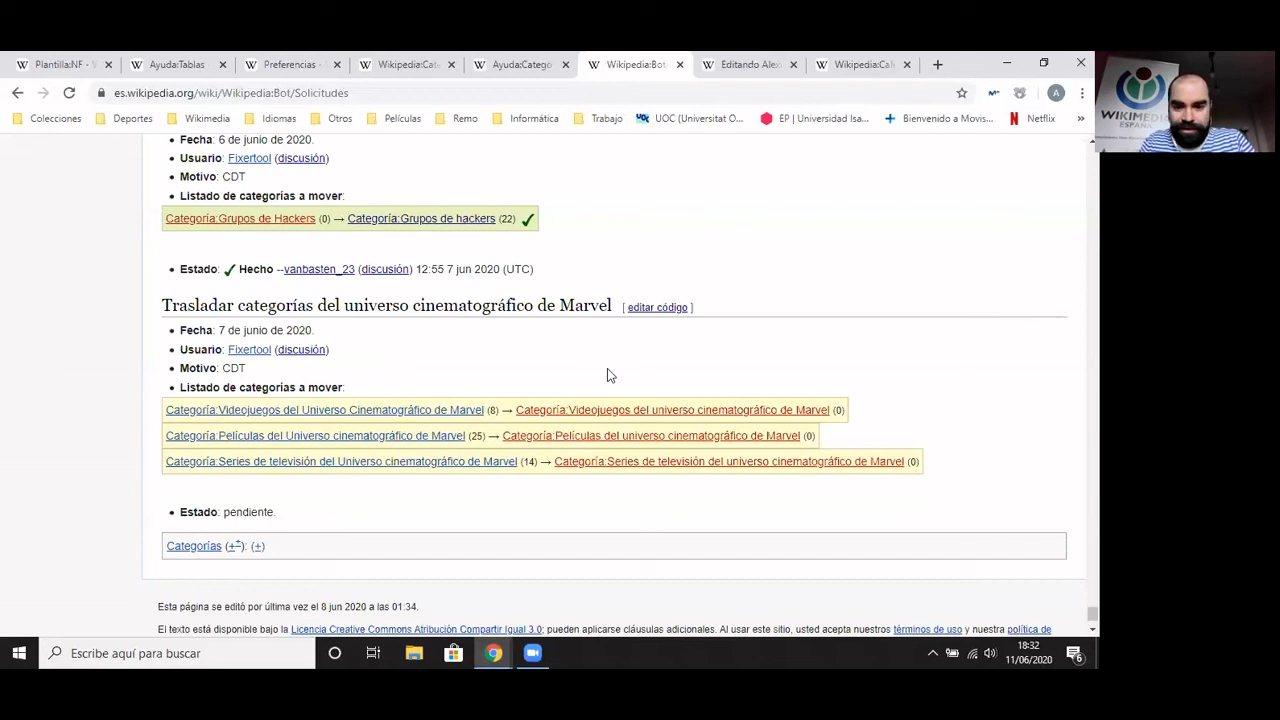 Plantilla:NF - W
Ayuda:Tablas
Preferencias -
Wikipedia:Cat
Ayuda:Catego
Wikipedia:Bot
Editando Alex
Wikipedia:Caf
es.wikipedia.org/wiki/Wikipedia:Bot/Solicitudes
A
Colecciones
Deportes
Wikimedia
Idiomas
Otros
Películas
Remo
Informática
Trabajo
UOC (Universitat O...
EP | Universidad Isa...
Bienvenido a Movis...
Netflix
»
WIKIMEDIA
ESPAÑA
Fecha: 6 de junio de 2020.
Usuario: Fixertool (discusión)
Motivo: CDT
Listado de categorías a mover:
Categoría:Grupos de Hackers (0) → Categoría:Grupos de hackers (22)
Estado: Hecho --vanbasten_23 (discusión) 12:55 7 jun 2020 (UTC)
Trasladar categorías del universo cinematográfico de Marvel [ editar código ]
Fecha: 7 de junio de 2020.
Usuario: Fixertool (discusión)
Motivo: CDT
Listado de categorías a mover:
Categoría:Videojuegos del Universo Cinematográfico de Marvel (8) → Categoría:Videojuegos del universo cinematográfico de Marvel (0)
Categoría:Películas del Universo cinematográfico de Marvel (25) → Categoría:Películas del universo cinematográfico de Marvel (0)
Categoría:Series de televisión del Universo cinematográfico de Marvel (14) → Categoría:Series de televisión del universo cinematográfico de Marvel (0)
Estado: pendiente.
Categorías (++): (+)
Esta página se editó por última vez el 8 jun 2020 a las 01:34.
El texto está disponible bajo la Licencia Creative Commons Atribución Compartir Igual 3.0; pueden aplicarse cláusulas adicionales. Al usar este sitio, usted acepta nuestros términos de uso y nuestra política de
Escribe aquí para buscar
18:32
11/06/2020
6